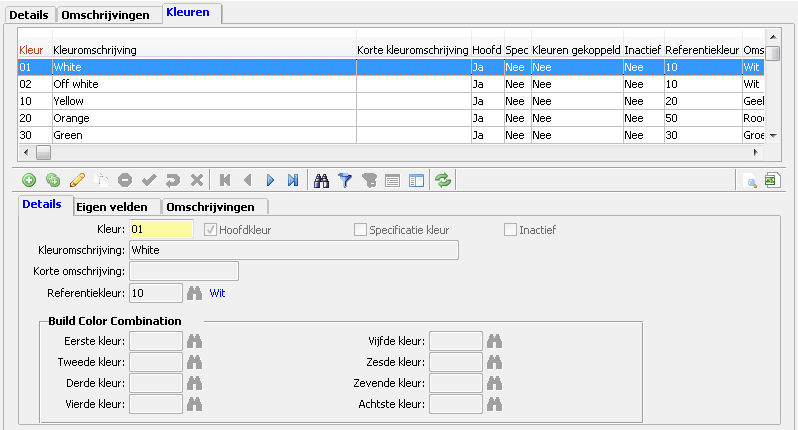 Details Omschrijvingen Kleuren
Kleur Kleuromschrijving Korte kleuromschrijving Hoofd Spec Kleuren gekoppeld Inactief Referentiekleur Oms
01 White Ja Nee Nee Nee 10 Wit
02 Off white Ja Nee Nee Nee 10 Wit
10 Yellow Ja Nee Nee Nee 20 Geel
20 Orange Ja Nee Nee Nee 50 Rood
30 Green Ja Nee Nee Nee 30 Groe
Details Eigen velden Omschrijvingen
Kleur: 01 Hoofdkleur Specificatie kleur Inactief
Kleuromschrijving: White
Korte omschrijving:
Referentiekleur: 10 Wit
Build Color Combination
Eerste kleur: Vijfde kleur:
Tweede kleur: Zesde kleur:
Derde kleur: Zevende kleur:
Vierde kleur: Achtste kleur: